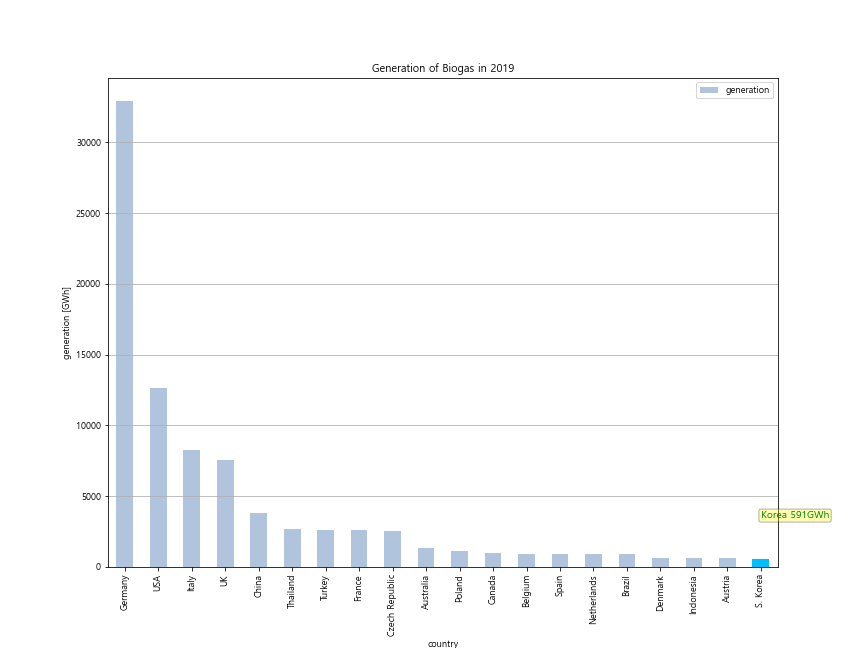 Generation of Biogas in 2019
generation
30000
25000
20000
15000
10000
5000
0
generation [GWh]
Korea 591GWh
Germany
USA
Italy
UK
China
Thailand
Turkey
France
Czech Republic
Australia
Poland
Canada
Belgium
Spain
Netherlands
Brazil
Denmark
Indonesia
Austria
S. Korea
country